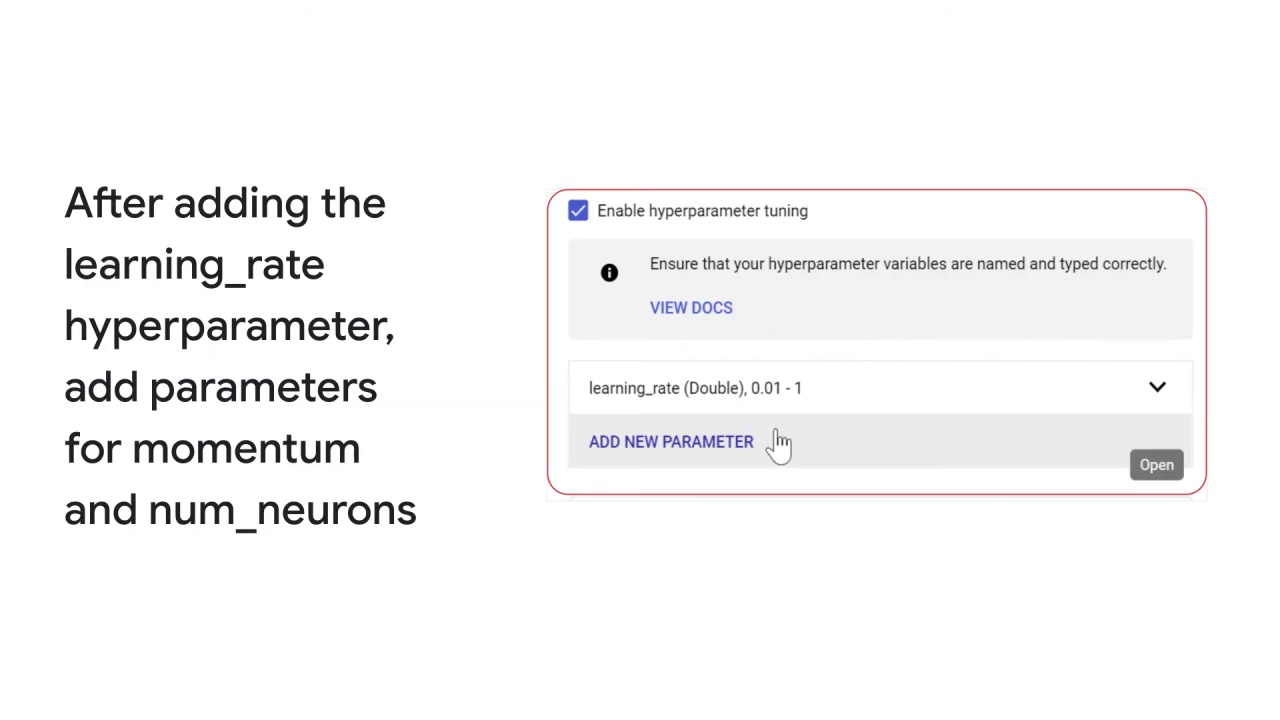 After adding the
learning_rate
hyperparameter,
add parameters
for momentum
and num_neurons
Enable hyperparameter tuning
Ensure that your hyperparameter variables are named and typed correctly.
VIEW DOCS
learning_rate (Double), 0.01 - 1
ADD NEW PARAMETER
Open